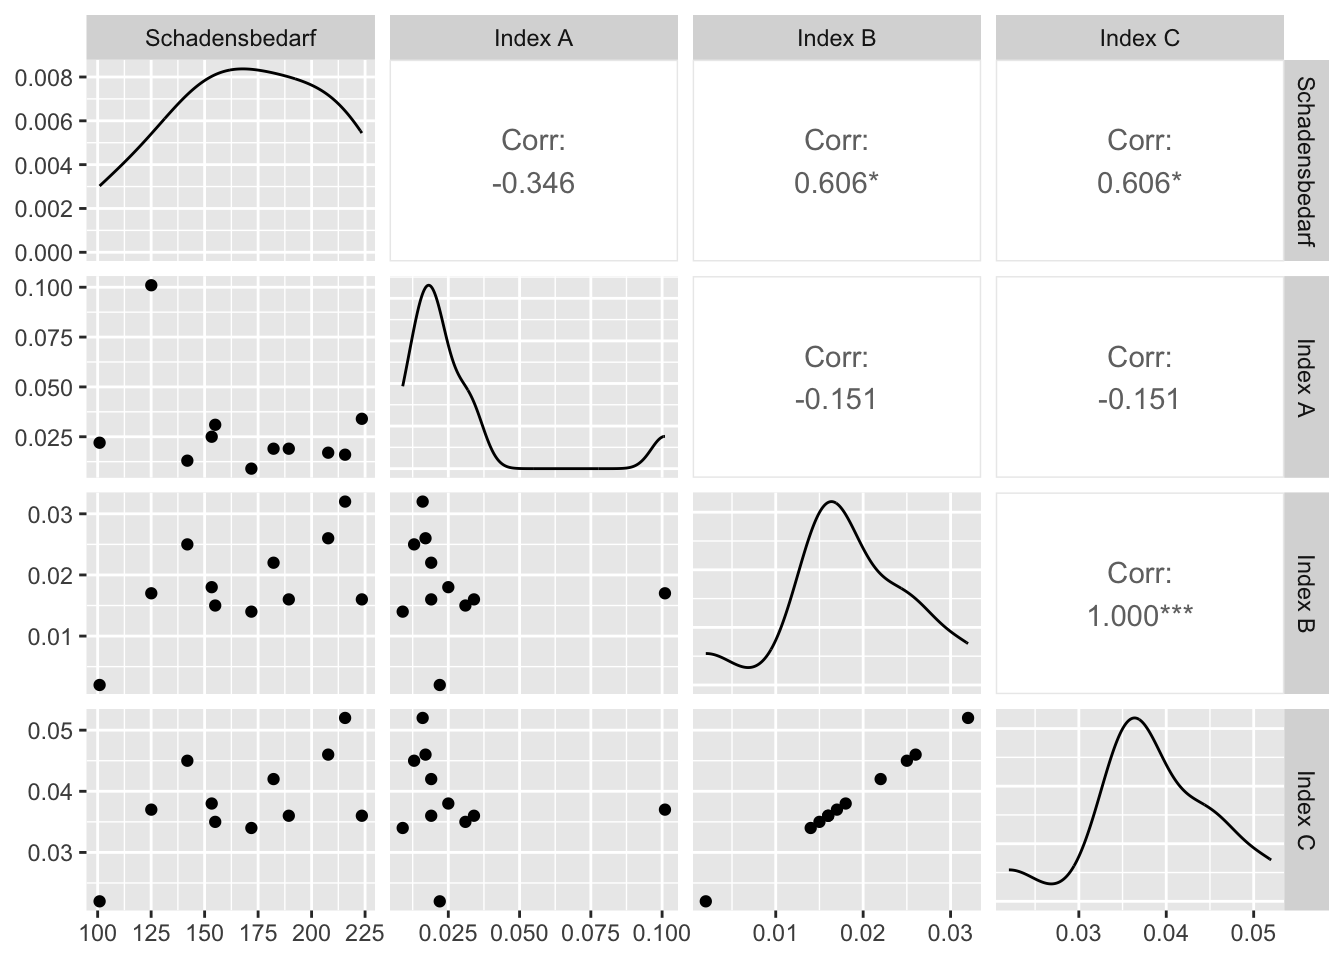 Schadensbedarf
Index A
Index B
Index C
0.008
0.006
0.004
0.002
0.000
Corr:
-0.346
Corr:
0.606*
Corr:
0.606*
Schadensbedarf
0.100
0.075
0.050
0.025
Corr:
-0.151
Corr:
-0.151
Index A
0.03
0.02
0.01
Corr:
1.000***
Index B
0.05
0.04
0.03
Index C
100 125 150 175 200 225
0.025 0.050 0.075 0.100
0.01 0.02 0.03
0.03 0.04 0.05